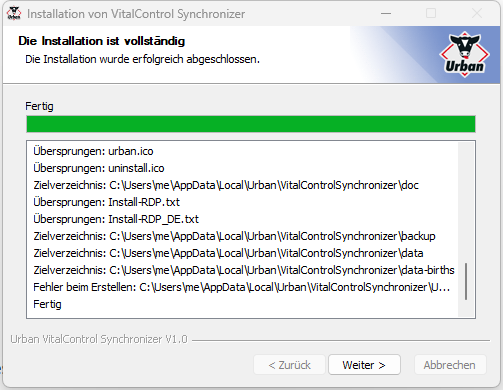 Installation von VitalControl Synchronizer
Die Installation ist vollständig
Die Installation wurde erfolgreich abgeschlossen.
Urban
Fertig
Übersprungen: urban.ico
Übersprungen: uninstall.ico
Zielverzeichnis: C:\Users\me\AppData\Local\Urban\VitalControlSynchronizer\doc
Übersprungen: Install-RDP.txt
Übersprungen: Install-RDP_DE.txt
Zielverzeichnis: C:\Users\me\AppData\Local\Urban\VitalControlSynchronizer\backup
Zielverzeichnis: C:\Users\me\AppData\Local\Urban\VitalControlSynchronizer\data
Zielverzeichnis: C:\Users\me\AppData\Local\Urban\VitalControlSynchronizer\data-births
Fehler beim Erstellen: C:\Users\me\AppData\Local\Urban\VitalControlSynchronizer\U...
Fertig
Urban VitalControl Synchronizer V1.0
< Zurück
Weiter >
Abbrechen